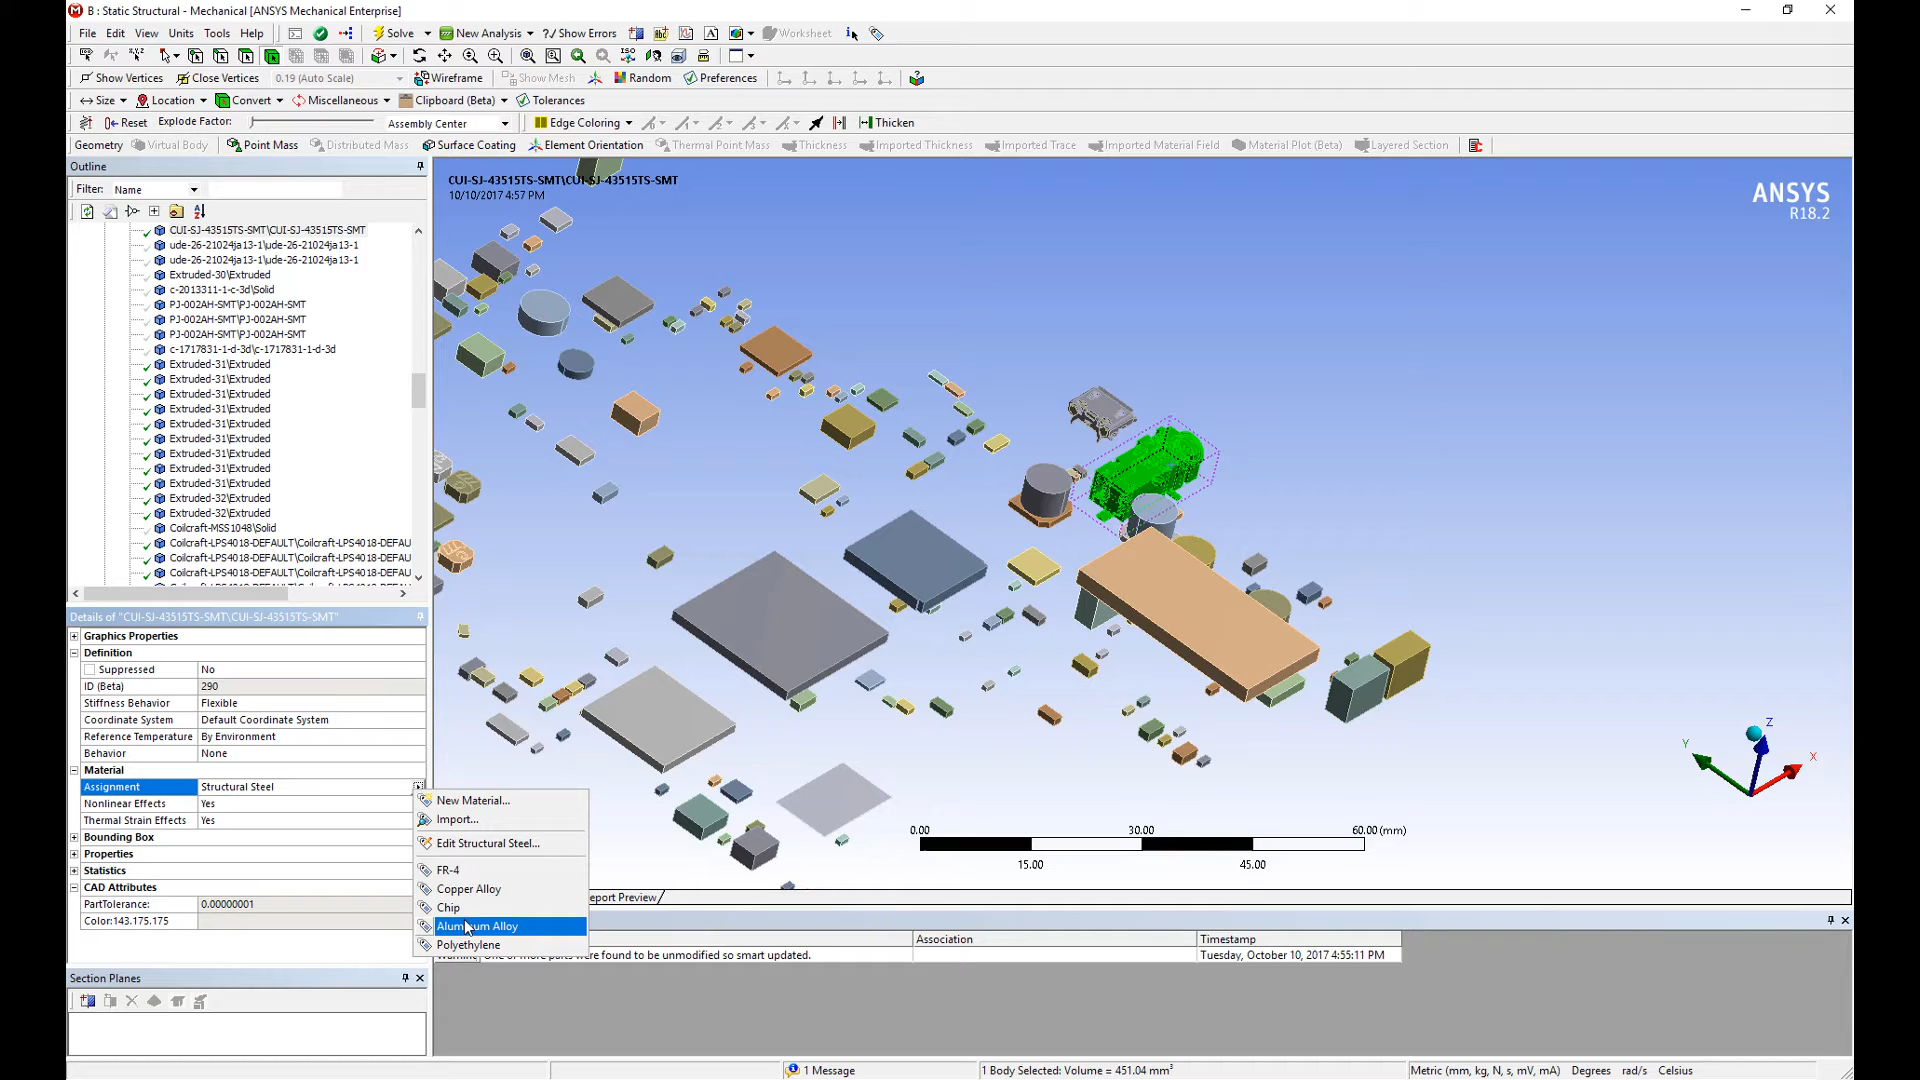 B : Static Structural - Mechanical [ANSYS Mechanical Enterprise]
File Edit View Units Tools Help Solve New Analysis ?/ Show Errors Worksheet
Show Vertices Close Vertices 0.19 (Auto Scale) Wireframe Show Mesh Random Preferences
Size Location Convert Miscellaneous Clipboard (Beta) Tolerances
Reset Explode Factor: Assembly Center Edge Coloring Thicken
Geometry Virtual Body Point Mass Distributed Mass Surface Coating Element Orientation Thermal Point Mass Thickness Imported Thickness Imported Trace Imported Material Field Material Plot (Beta) Layered Section
Outline
Filter: Name
CUI-SJ-43515TS-SMT\CUI-SJ-43515TS-SMT
ude-26-21024ja13-1\ude-26-21024ja13-1
ude-26-21024ja13-1\ude-26-21024ja13-1
Extruded-30\Extruded
c-2013311-1-c-3d\Solid
PJ-002AH-SMT\PJ-002AH-SMT
PJ-002AH-SMT\PJ-002AH-SMT
PJ-002AH-SMT\PJ-002AH-SMT
c-1717831-1-d-3d\c-1717831-1-d-3d
Extruded-31\Extruded
Extruded-31\Extruded
Extruded-31\Extruded
Extruded-31\Extruded
Extruded-31\Extruded
Extruded-31\Extruded
Extruded-31\Extruded
Extruded-31\Extruded
Extruded-31\Extruded
Extruded-32\Extruded
Extruded-32\Extruded
Coilcraft-MSS1048\Solid
Coilcraft-LPS4018-DEFAULT\Coilcraft-LPS4018-DEFAU
Coilcraft-LPS4018-DEFAULT\Coilcraft-LPS4018-DEFAU
Coilcraft-LPS4018-DEFAULT\Coilcraft-LPS4018-DEFAU
Details of "CUI-SJ-43515TS-SMT\CUI-SJ-43515TS-SMT"
Graphics Properties
Definition
Suppressed No
ID (Beta) 290
Stiffness Behavior Flexible
Coordinate System Default Coordinate System
Reference Temperature By Environment
Behavior None
Material
Assignment Structural Steel
Nonlinear Effects Yes
Thermal Strain Effects Yes
Bounding Box
Properties
Statistics
CAD Attributes
PartTolerance: 0.00000001
Color:143.175.175
New Material...
Import...
Edit Structural Steel...
FR-4
Copper Alloy
Chip
Aluminum Alloy
Polyethylene
Section Planes
CUI-SJ-43515TS-SMT\CUI-SJ-43515TS-SMT
10/10/2017 4:57 PM
ANSYS
R18.2
Z
Y
X
0.00 30.00 60.00 (mm)
15.00 45.00
eport Preview
Association Timestamp
One or more parts were found to be unmodified so smart updated. Tuesday, October 10, 2017 4:55:11 PM
1 Message 1 Body Selected: Volume = 451.04 mm³ Metric (mm, kg, N, s, mV, mA) Degrees rad/s Celsius